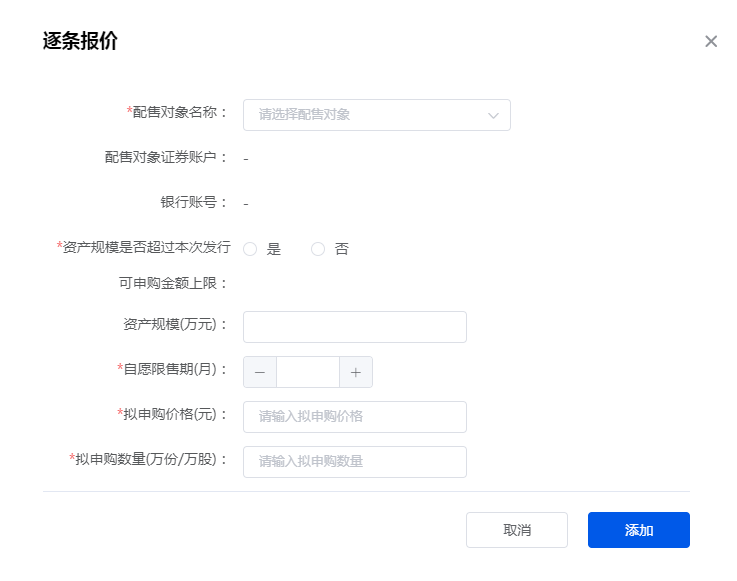 逐条报价
*配售对象名称： 请选择配售对象
配售对象证券账户： -
银行账号： -
*资产规模是否超过本次发行 是 否
可申购金额上限：
资产规模(万元)：
*自愿限售期(月)： － ＋
*拟申购价格(元)： 请输入拟申购价格
*拟申购数量(万份/万股)： 请输入拟申购数量
取消 添加